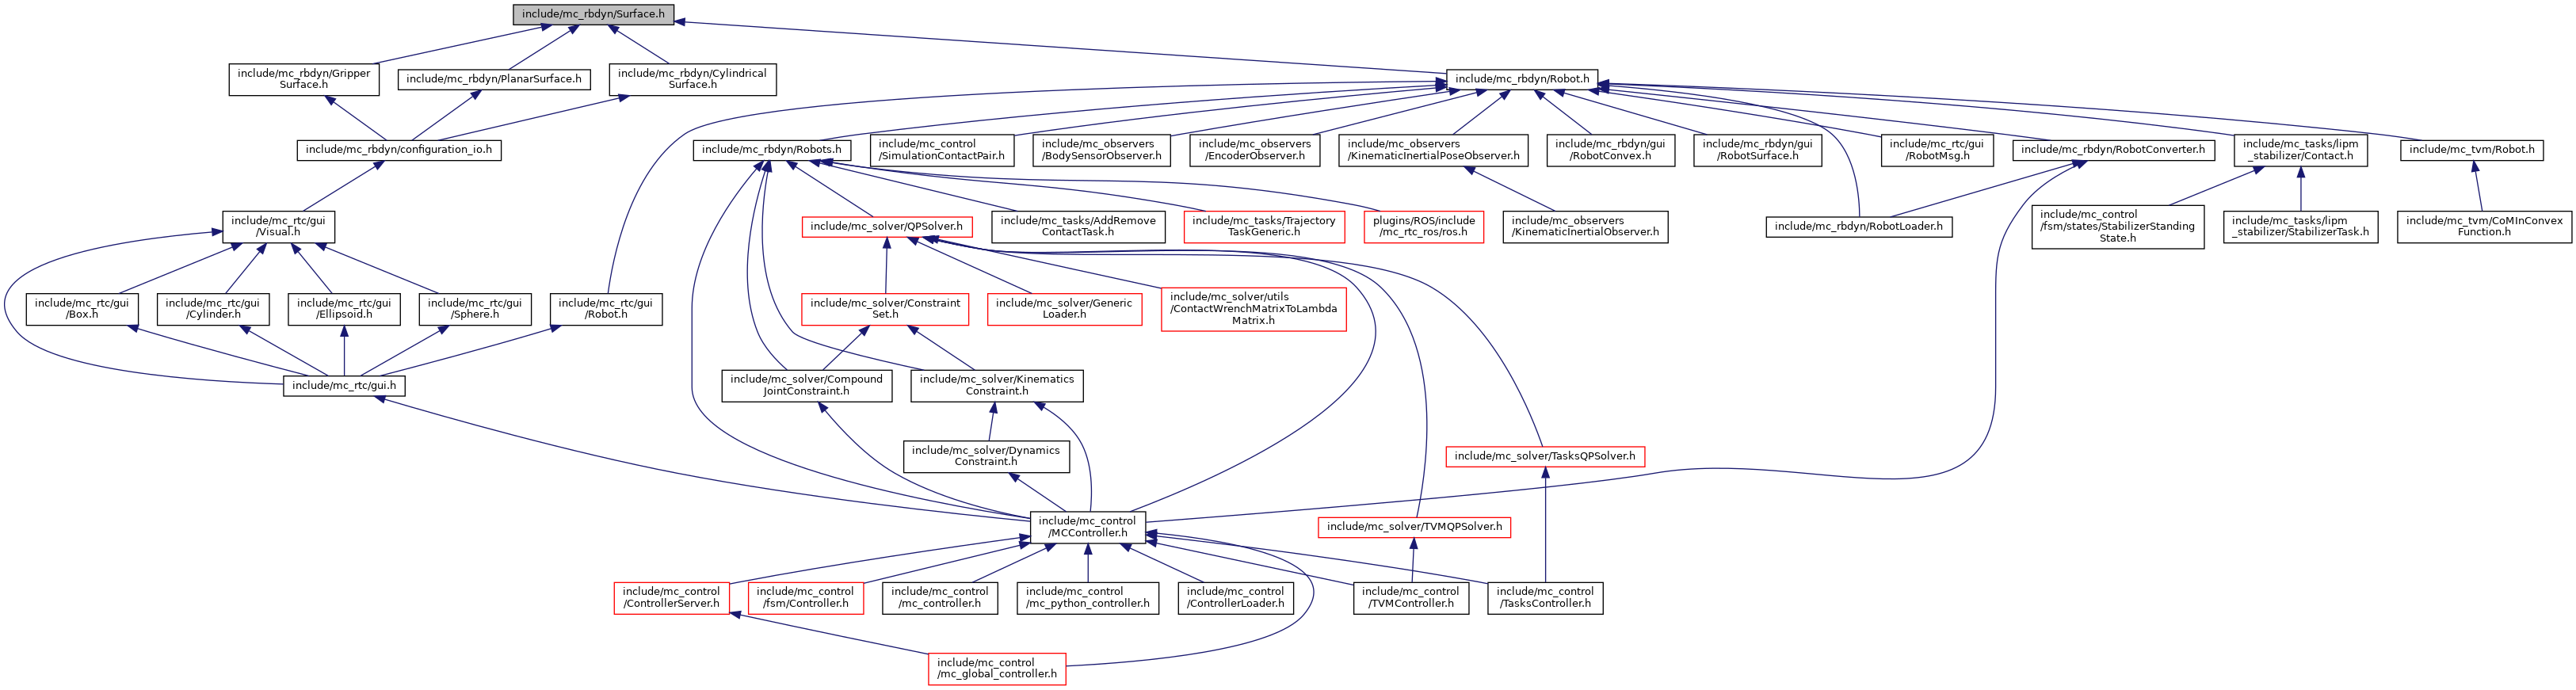 include/mc_rbdyn/Surface.h
include/mc_rbdyn/Gripper
Surface.h
include/mc_rbdyn/PlanarSurface.h
include/mc_rbdyn/Cylindrical
Surface.h
include/mc_rbdyn/Robot.h
include/mc_rbdyn/configuration_io.h
include/mc_rbdyn/Robots.h
include/mc_control
/SimulationContactPair.h
include/mc_observers
/BodySensorObserver.h
include/mc_observers
/EncoderObserver.h
include/mc_observers
/KinematicInertialPoseObserver.h
include/mc_rbdyn/gui
/RobotConvex.h
include/mc_rbdyn/gui
/RobotSurface.h
include/mc_rtc/gui
/RobotMsg.h
include/mc_rbdyn/RobotConverter.h
include/mc_tasks/lipm
_stabilizer/Contact.h
include/mc_tvm/Robot.h
include/mc_rtc/gui
/Visual.h
include/mc_solver/QPSolver.h
include/mc_tasks/AddRemove
ContactTask.h
include/mc_tasks/Trajectory
TaskGeneric.h
plugins/ROS/include
/mc_rtc_ros/ros.h
include/mc_observers
/KinematicInertialObserver.h
include/mc_rbdyn/RobotLoader.h
include/mc_control
/fsm/states/StabilizerStanding
State.h
include/mc_tasks/lipm
_stabilizer/StabilizerTask.h
include/mc_tvm/CoMInConvex
Function.h
include/mc_rtc/gui
/Box.h
include/mc_rtc/gui
/Cylinder.h
include/mc_rtc/gui
/Ellipsoid.h
include/mc_rtc/gui
/Sphere.h
include/mc_rtc/gui
/Robot.h
include/mc_solver/Constraint
Set.h
include/mc_solver/Generic
Loader.h
include/mc_solver/utils
/ContactWrenchMatrixToLambda
Matrix.h
include/mc_rtc/gui.h
include/mc_solver/Compound
JointConstraint.h
include/mc_solver/Kinematics
Constraint.h
include/mc_solver/Dynamics
Constraint.h
include/mc_solver/TasksQPSolver.h
include/mc_control
/MCController.h
include/mc_solver/TVMQPSolver.h
include/mc_control
/ControllerServer.h
include/mc_control
/fsm/Controller.h
include/mc_control
/mc_controller.h
include/mc_control
/mc_python_controller.h
include/mc_control
/ControllerLoader.h
include/mc_control
/TVMController.h
include/mc_control
/TasksController.h
include/mc_control
/mc_global_controller.h